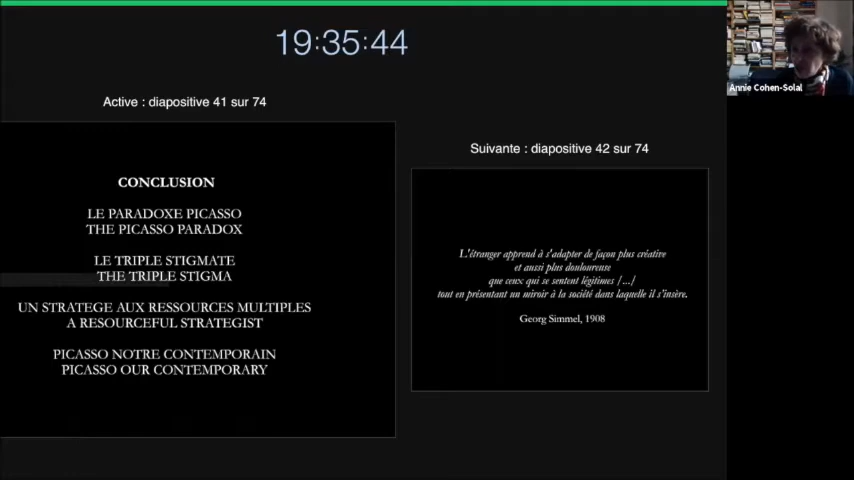 19:35:44
Annie Cohen-Solal
Active : diapositive 41 sur 74
CONCLUSION
LE PARADOXE PICASSO
THE PICASSO PARADOX
LE TRIPLE STIGMATE
THE TRIPLE STIGMA
UN STRATEGE AUX RESSOURCES MULTIPLES
A RESOURCEFUL STRATEGIST
PICASSO NOTRE CONTEMPORAIN
PICASSO OUR CONTEMPORARY
Suivante : diapositive 42 sur 74
L'étranger apprend à s'adapter de façon plus créative
et aussi plus douloureuse
que ceux qui se sentent légitimes /.../
tout en présentant un miroir à la société dans laquelle il s'insère.
Georg Simmel, 1908